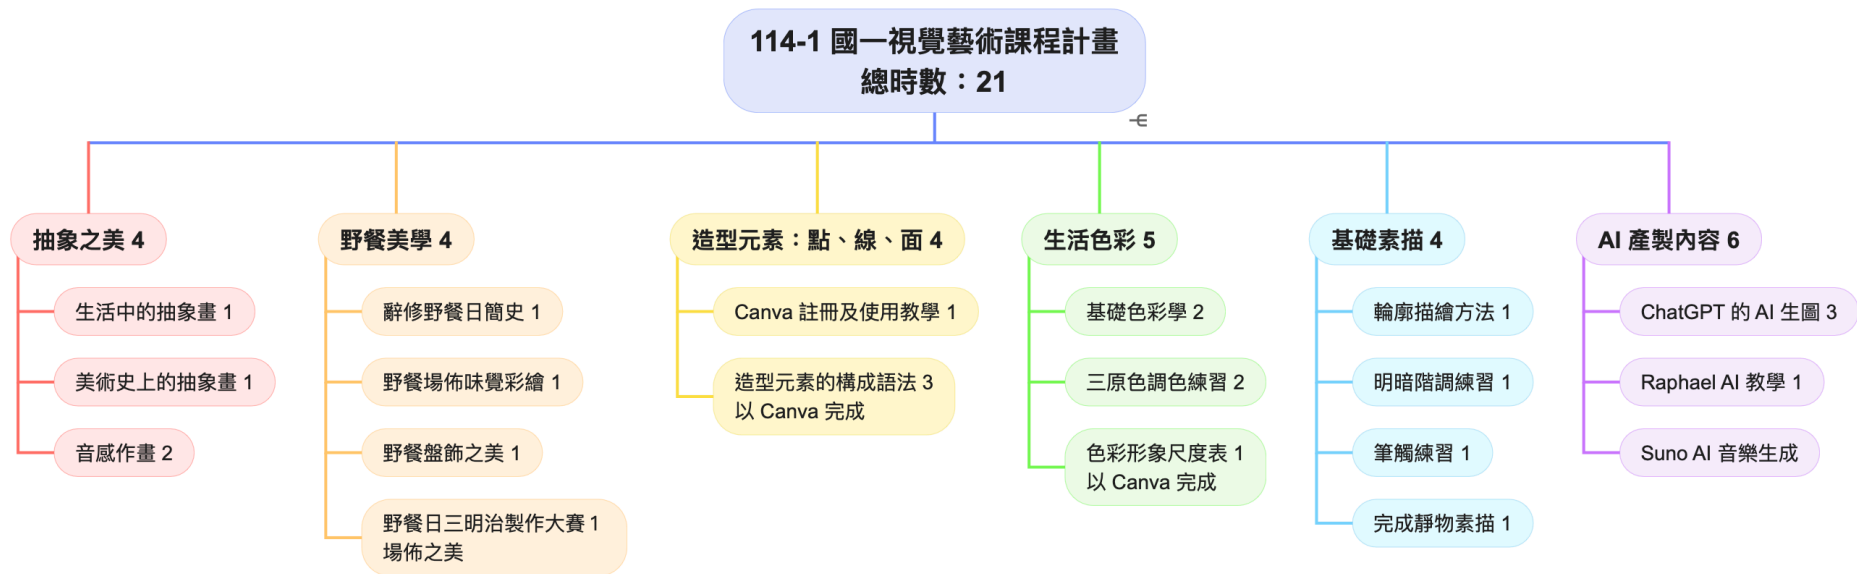 114-1 國一視覺藝術課程計畫
總時數：21
抽象之美 4
生活中的抽象畫 1
美術史上的抽象畫 1
音感作畫 2
野餐美學 4
辭修野餐日簡史 1
野餐場佈味覺彩繪 1
野餐盤飾之美 1
野餐日三明治製作大賽 1
場佈之美
造型元素：點、線、面 4
Canva 註冊及使用教學 1
造型元素的構成語法 3
以 Canva 完成
生活色彩 5
基礎色彩學 2
三原色調色練習 2
色彩形象尺度表 1
以 Canva 完成
基礎素描 4
輪廓描繪方法 1
明暗階調練習 1
筆觸練習 1
完成靜物素描 1
AI 產製內容 6
ChatGPT 的 AI 生圖 3
Raphael AI 教學 1
Suno AI 音樂生成